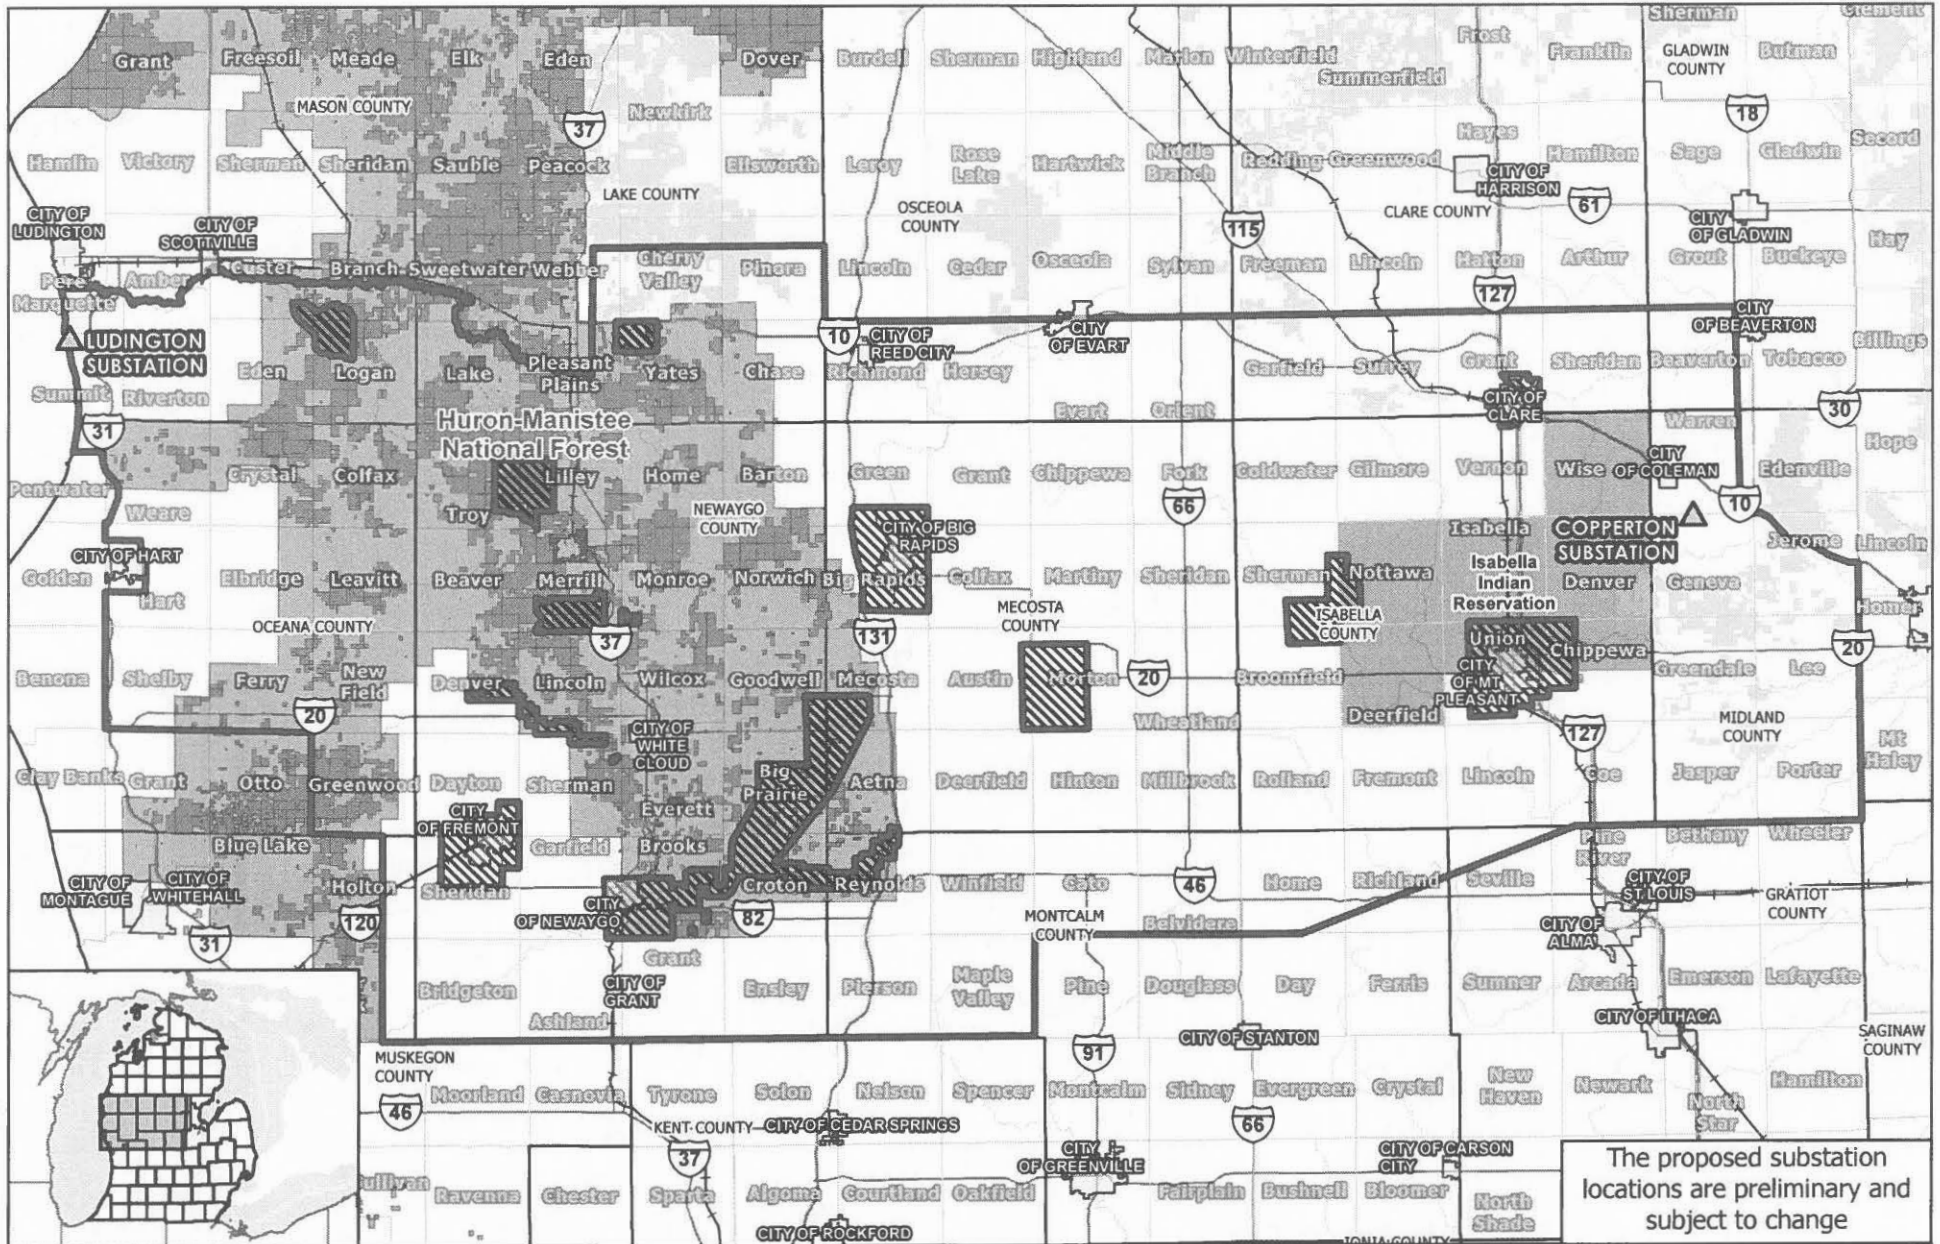 Sherman
Clement
Grant
Freesoil
Meade
Elk
Eden
Dover
Burdell
Sherman
Highland
Marion
Winterfield
Frost
Summerfield
Franklin
GLADWIN
COUNTY
Butman
MASON COUNTY
37
Newkirk
18
Hamlin
Victory
Sherman
Sheridan
Sauble
Peacock
Ellsworth
Leroy
Rose
Lake
Hartwick
Middle
Branch
Redding
Greenwood
Hayes
Hamilton
Sage
Gladwin
Secord
LAKE COUNTY
CITY OF
HARRISON
CITY OF
LUDINGTON
CITY OF
SCOTTVILLE
OSCEOLA
COUNTY
115
CLARE COUNTY
61
CITY
OF GLADWIN
Hay
Pere
Marquette
Amber
Custer
Branch
Sweetwater
Webber
Cherry
Valley
Pinora
Lincoln
Cedar
Osceola
Sylvan
Freeman
Lincoln
Hatton
Arthur
Grout
Buckeye
127
LUDINGTON
SUBSTATION
10
CITY OF
REED CITY
CITY
OF EVART
CITY
OF BEAVERTON
Billings
Summit
Riverton
Eden
Logan
Lake
Pleasant
Plains
Yates
Chase
Richmond
Hersey
Evart
Orient
Garfield
Surrey
Grant
Sheridan
Beaverton
Tobacco
CITY OF
CLARE
30
31
Huron-Manistee
National Forest
Warren
Hope
Pentwater
Crystal
Colfax
Troy
Lilley
Home
Barton
Green
Grant
Chippewa
Fork
Coldwater
Gilmore
Vernon
Wise
CITY
OF COLEMAN
Edenville
66
10
Weare
NEWAYGO
COUNTY
CITY OF BIG
RAPIDS
Isabella
COPPERTON
SUBSTATION
Jerome
Lincoln
CITY OF HART
Golden
Hart
Elbridge
Leavitt
Beaver
Merrill
Monroe
Norwich
Big Rapids
Colfax
Martiny
Sheridan
Sherman
Nottawa
Isabella
Indian
Reservation
Denver
Geneva
Homer
OCEANA COUNTY
37
131
MECOSTA
COUNTY
ISABELLA
COUNTY
Union
Chippewa
20
Benona
Shelby
Ferry
New
Field
Denver
Lincoln
Wilcox
Goodwell
Mecosta
Austin
Morton
20
Broomfield
CITY
OF MT
PLEASANT
Greendale
Lee
20
Wheatland
Deerfield
127
MIDLAND
COUNTY
CITY OF
WHITE
CLOUD
Mt
Haley
Clay Banks
Grant
Otto
Greenwood
Dayton
Sherman
Big
Prairie
Aetna
Deerfield
Hinton
Millbrook
Rolland
Fremont
Lincoln
Coe
Jasper
Porter
CITY
OF FREMONT
Everett
Blue Lake
Garfield
Brooks
Pine
River
Bethany
Wheeler
CITY OF
MONTAGUE
CITY OF
WHITEHALL
Holton
Sheridan
Croton
Reynolds
Winfield
Cato
46
Home
Richland
Seville
CITY OF
ST.LOUIS
GRATIOT
COUNTY
120
CITY
OF NEWAYGO
82
MONTCALM
COUNTY
Belvidere
CITY OF
ALMA
31
Grant
Bridgeton
CITY OF
GRANT
Ensley
Pierson
Maple
Valley
Pine
Douglass
Day
Ferris
Sumner
Arcada
Emerson
Lafayette
Ashland
CITY OF STANTON
CITY OF ITHACA
SAGINAW
COUNTY
MUSKEGON
COUNTY
91
Moorland
Casnovia
Tyrone
Solon
Nelson
Spencer
Montcalm
Sidney
Evergreen
Crystal
New
Haven
Newark
Hamilton
46
North
Star
KENT COUNTY
CITY OF CEDAR SPRINGS
66
37
CITY
OF GREENVILLE
CITY OF CARSON
CITY
Sullivan
Ravenna
Chester
Sparta
Algoma
Courtland
Oakfield
Fairplain
Bushnell
Bloomer
North
Shade
CITY OF ROCKFORD
IONIA COUNTY
The proposed substation
locations are preliminary and
subject to change